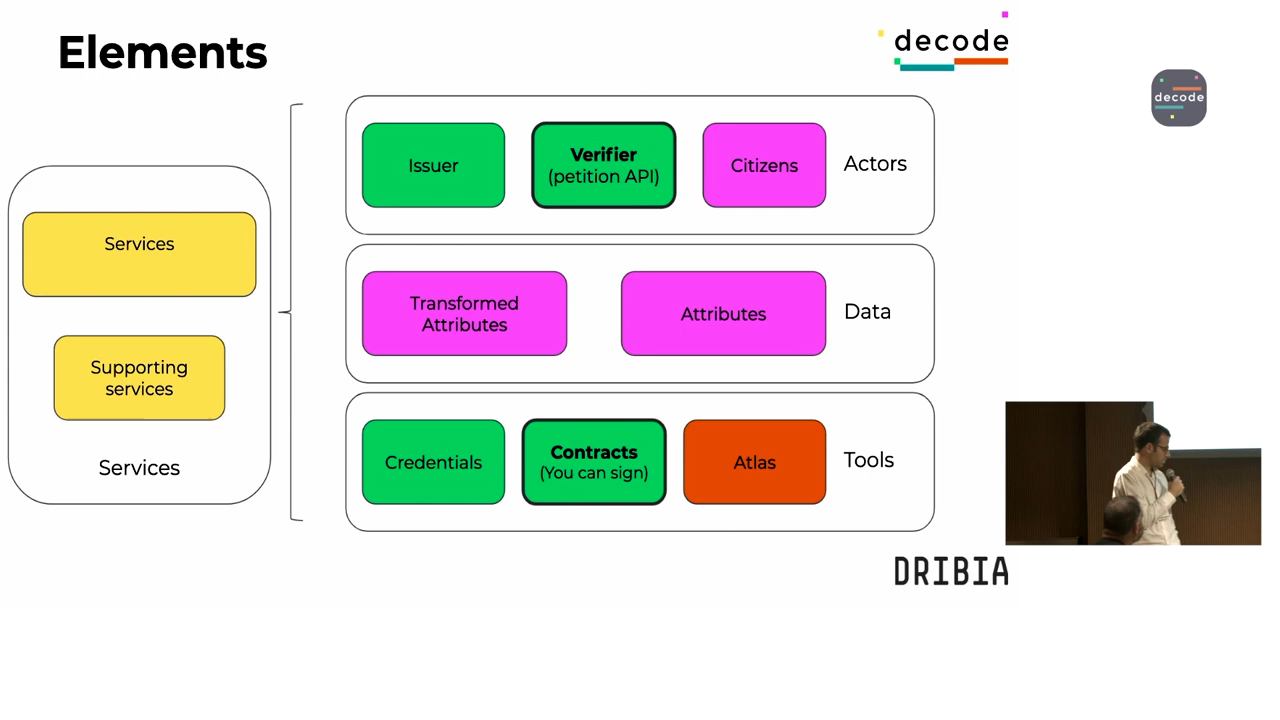 Elements
decode
decode
Issuer
Verifier
(petition API)
Citizens
Actors
Services
Transformed
Attributes
Attributes
Data
Supporting
services
Services
Credentials
Contracts
(You can sign)
Atlas
Tools
DRIBIA